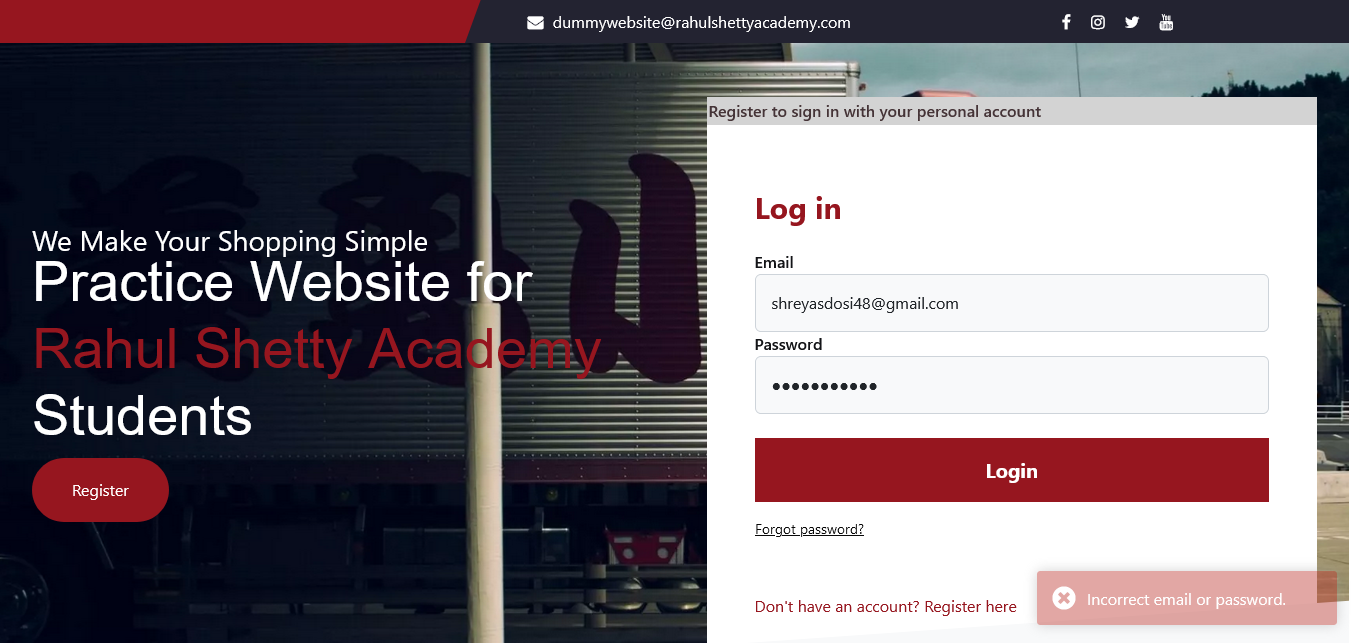 dummywebsite@rahulshettyacademy.com
Register to sign in with your personal account
We Make Your Shopping Simple
Practice Website for
Rahul Shetty Academy
Students
Register
Log in
Email
shreyasdosi48@gmail.com
Password
•••••••••••
Login
Forgot password?
Don't have an account? Register here
Incorrect email or password.